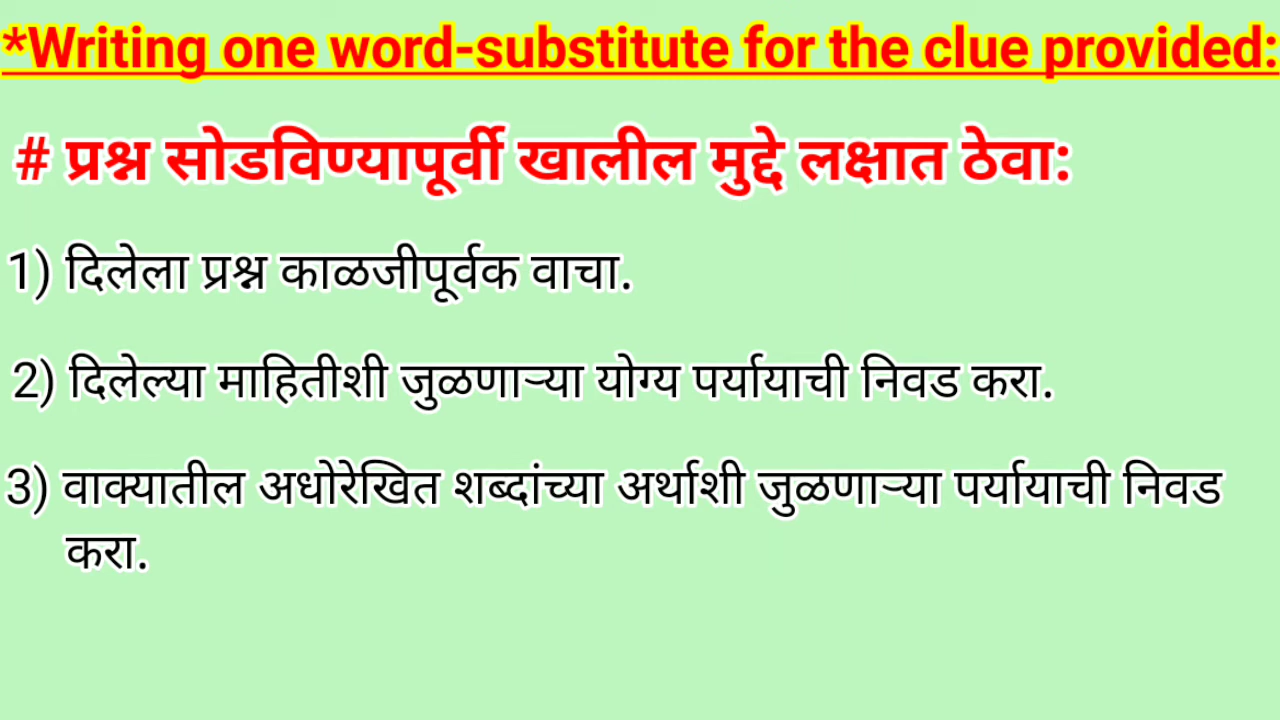 *Writing one word-substitute for the clue provided:
# प्रश्न सोडविण्यापूर्वी खालील मुद्दे लक्षात ठेवा:
1) दिलेला प्रश्न काळजीपूर्वक वाचा.
2) दिलेल्या माहितीशी जुळणाऱ्या योग्य पर्यायाची निवड करा.
3) वाक्यातील अधोरेखित शब्दांच्या अर्थाशी जुळणाऱ्या पर्यायाची निवड
करा.